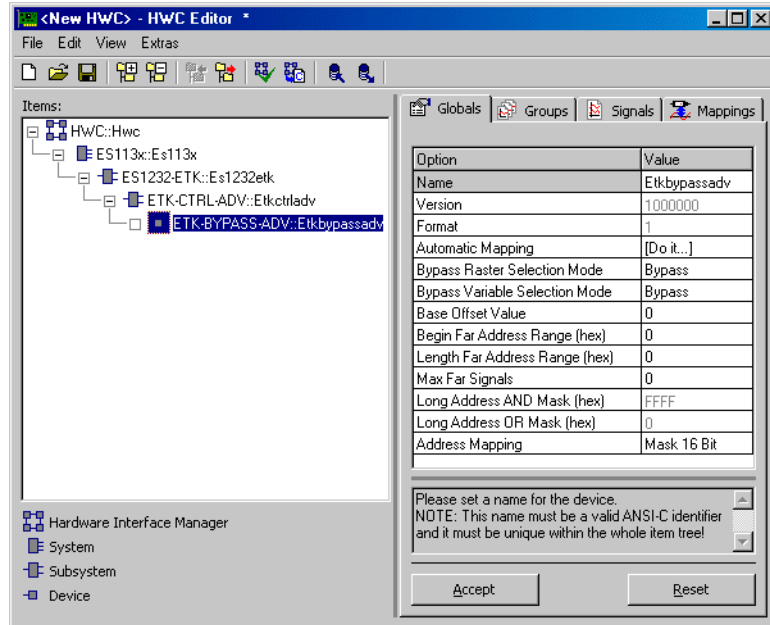 <New HWC> - HWC Editor *
File Edit View Extras
Items:
HWC::Hwc
ES113x::Es113x
ES1232-ETK::Es1232etk
ETK-CTRL-ADV::Etkctrladv
ETK-BYPASS-ADV::Etkbypassadv
Hardware Interface Manager
System
Subsystem
Device
Globals Groups Signals Mappings
Option Value
Name Etkbypassadv
Version 1000000
Format 1
Automatic Mapping [Do it...]
Bypass Raster Selection Mode Bypass
Bypass Variable Selection Mode Bypass
Base Offset Value 0
Begin Far Address Range (hex) 0
Length Far Address Range (hex) 0
Max Far Signals 0
Long Address AND Mask (hex) FFFF
Long Address OR Mask (hex) 0
Address Mapping Mask 16 Bit
Please set a name for the device.
NOTE: This name must be a valid ANSI-C identifier
and it must be unique within the whole item tree!
Accept Reset